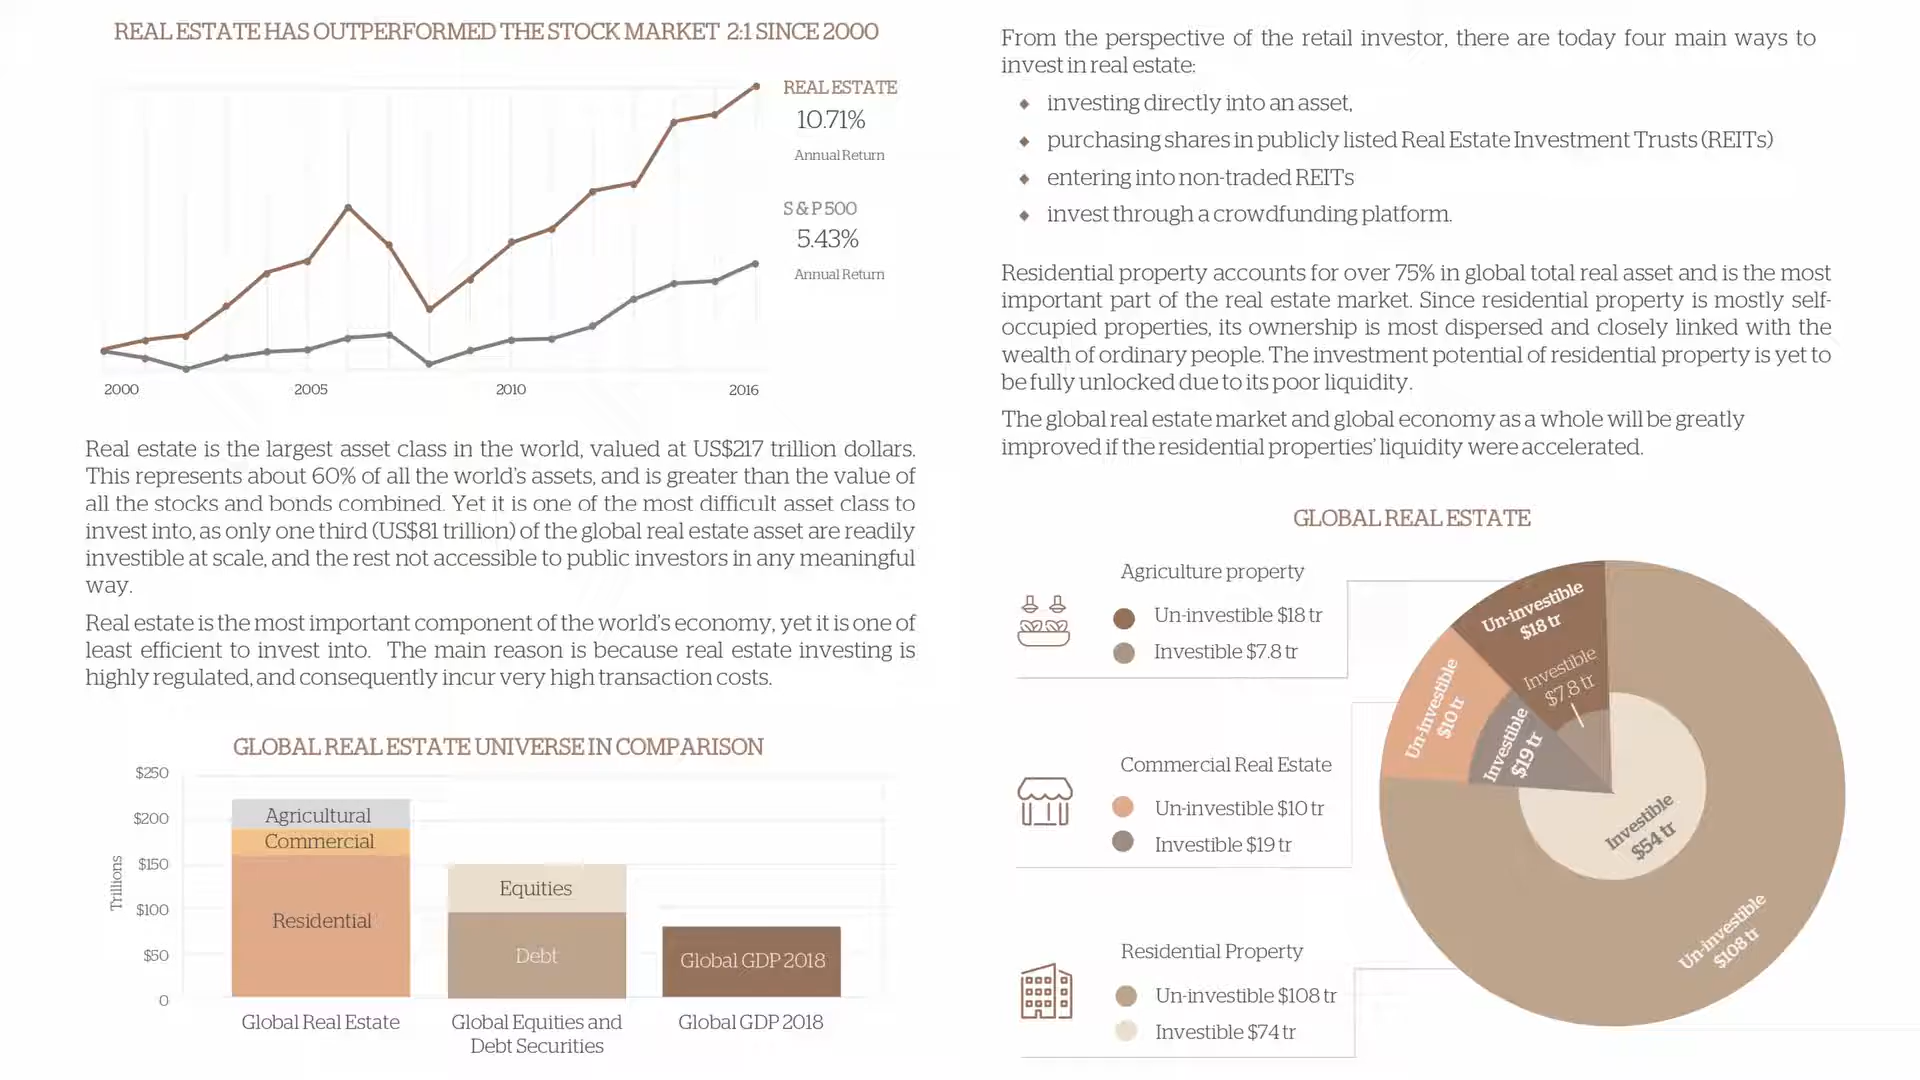 REAL ESTATE HAS OUTPERFORMED THE STOCK MARKET 2:1 SINCE 2000
REAL ESTATE
10.71%
Annual Return
S & P 500
5.43%
Annual Return
2000 2005 2010 2016
Real estate is the largest asset class in the world, valued at US$217 trillion dollars.
This represents about 60% of all the world's assets, and is greater than the value of
all the stocks and bonds combined. Yet it is one of the most difficult asset class to
invest into, as only one third (US$81 trillion) of the global real estate asset are readily
investible at scale, and the rest not accessible to public investors in any meaningful
way.
Real estate is the most important component of the world's economy, yet it is one of
least efficient to invest into. The main reason is because real estate investing is
highly regulated, and consequently incur very high transaction costs.
GLOBAL REAL ESTATE UNIVERSE IN COMPARISON
Trillions
$250
$200
$150
$100
$50
0
Agricultural
Commercial
Residential
Equities
Debt
Global GDP 2018
Global Real Estate
Global Equities and
Debt Securities
Global GDP 2018
From the perspective of the retail investor, there are today four main ways to
invest in real estate:
♦ investing directly into an asset,
♦ purchasing shares in publicly listed Real Estate Investment Trusts (REITs)
♦ entering into non-traded REITs
♦ invest through a crowdfunding platform.
Residential property accounts for over 75% in global total real asset and is the most
important part of the real estate market. Since residential property is mostly self-
occupied properties, its ownership is most dispersed and closely linked with the
wealth of ordinary people. The investment potential of residential property is yet to
be fully unlocked due to its poor liquidity.
The global real estate market and global economy as a whole will be greatly
improved if the residential properties' liquidity were accelerated.
GLOBAL REAL ESTATE
Agriculture property
Un-investible $18 tr
Investible $7.8 tr
Commercial Real Estate
Un-investible $10 tr
Investible $19 tr
Residential Property
Un-investible $108 tr
Investible $74 tr
Un-investible
$18 tr
Investible
$7.8 tr
Un-investible
$10 tr
Investible
$19 tr
Investible
$54 tr
Un-investible
$108 tr